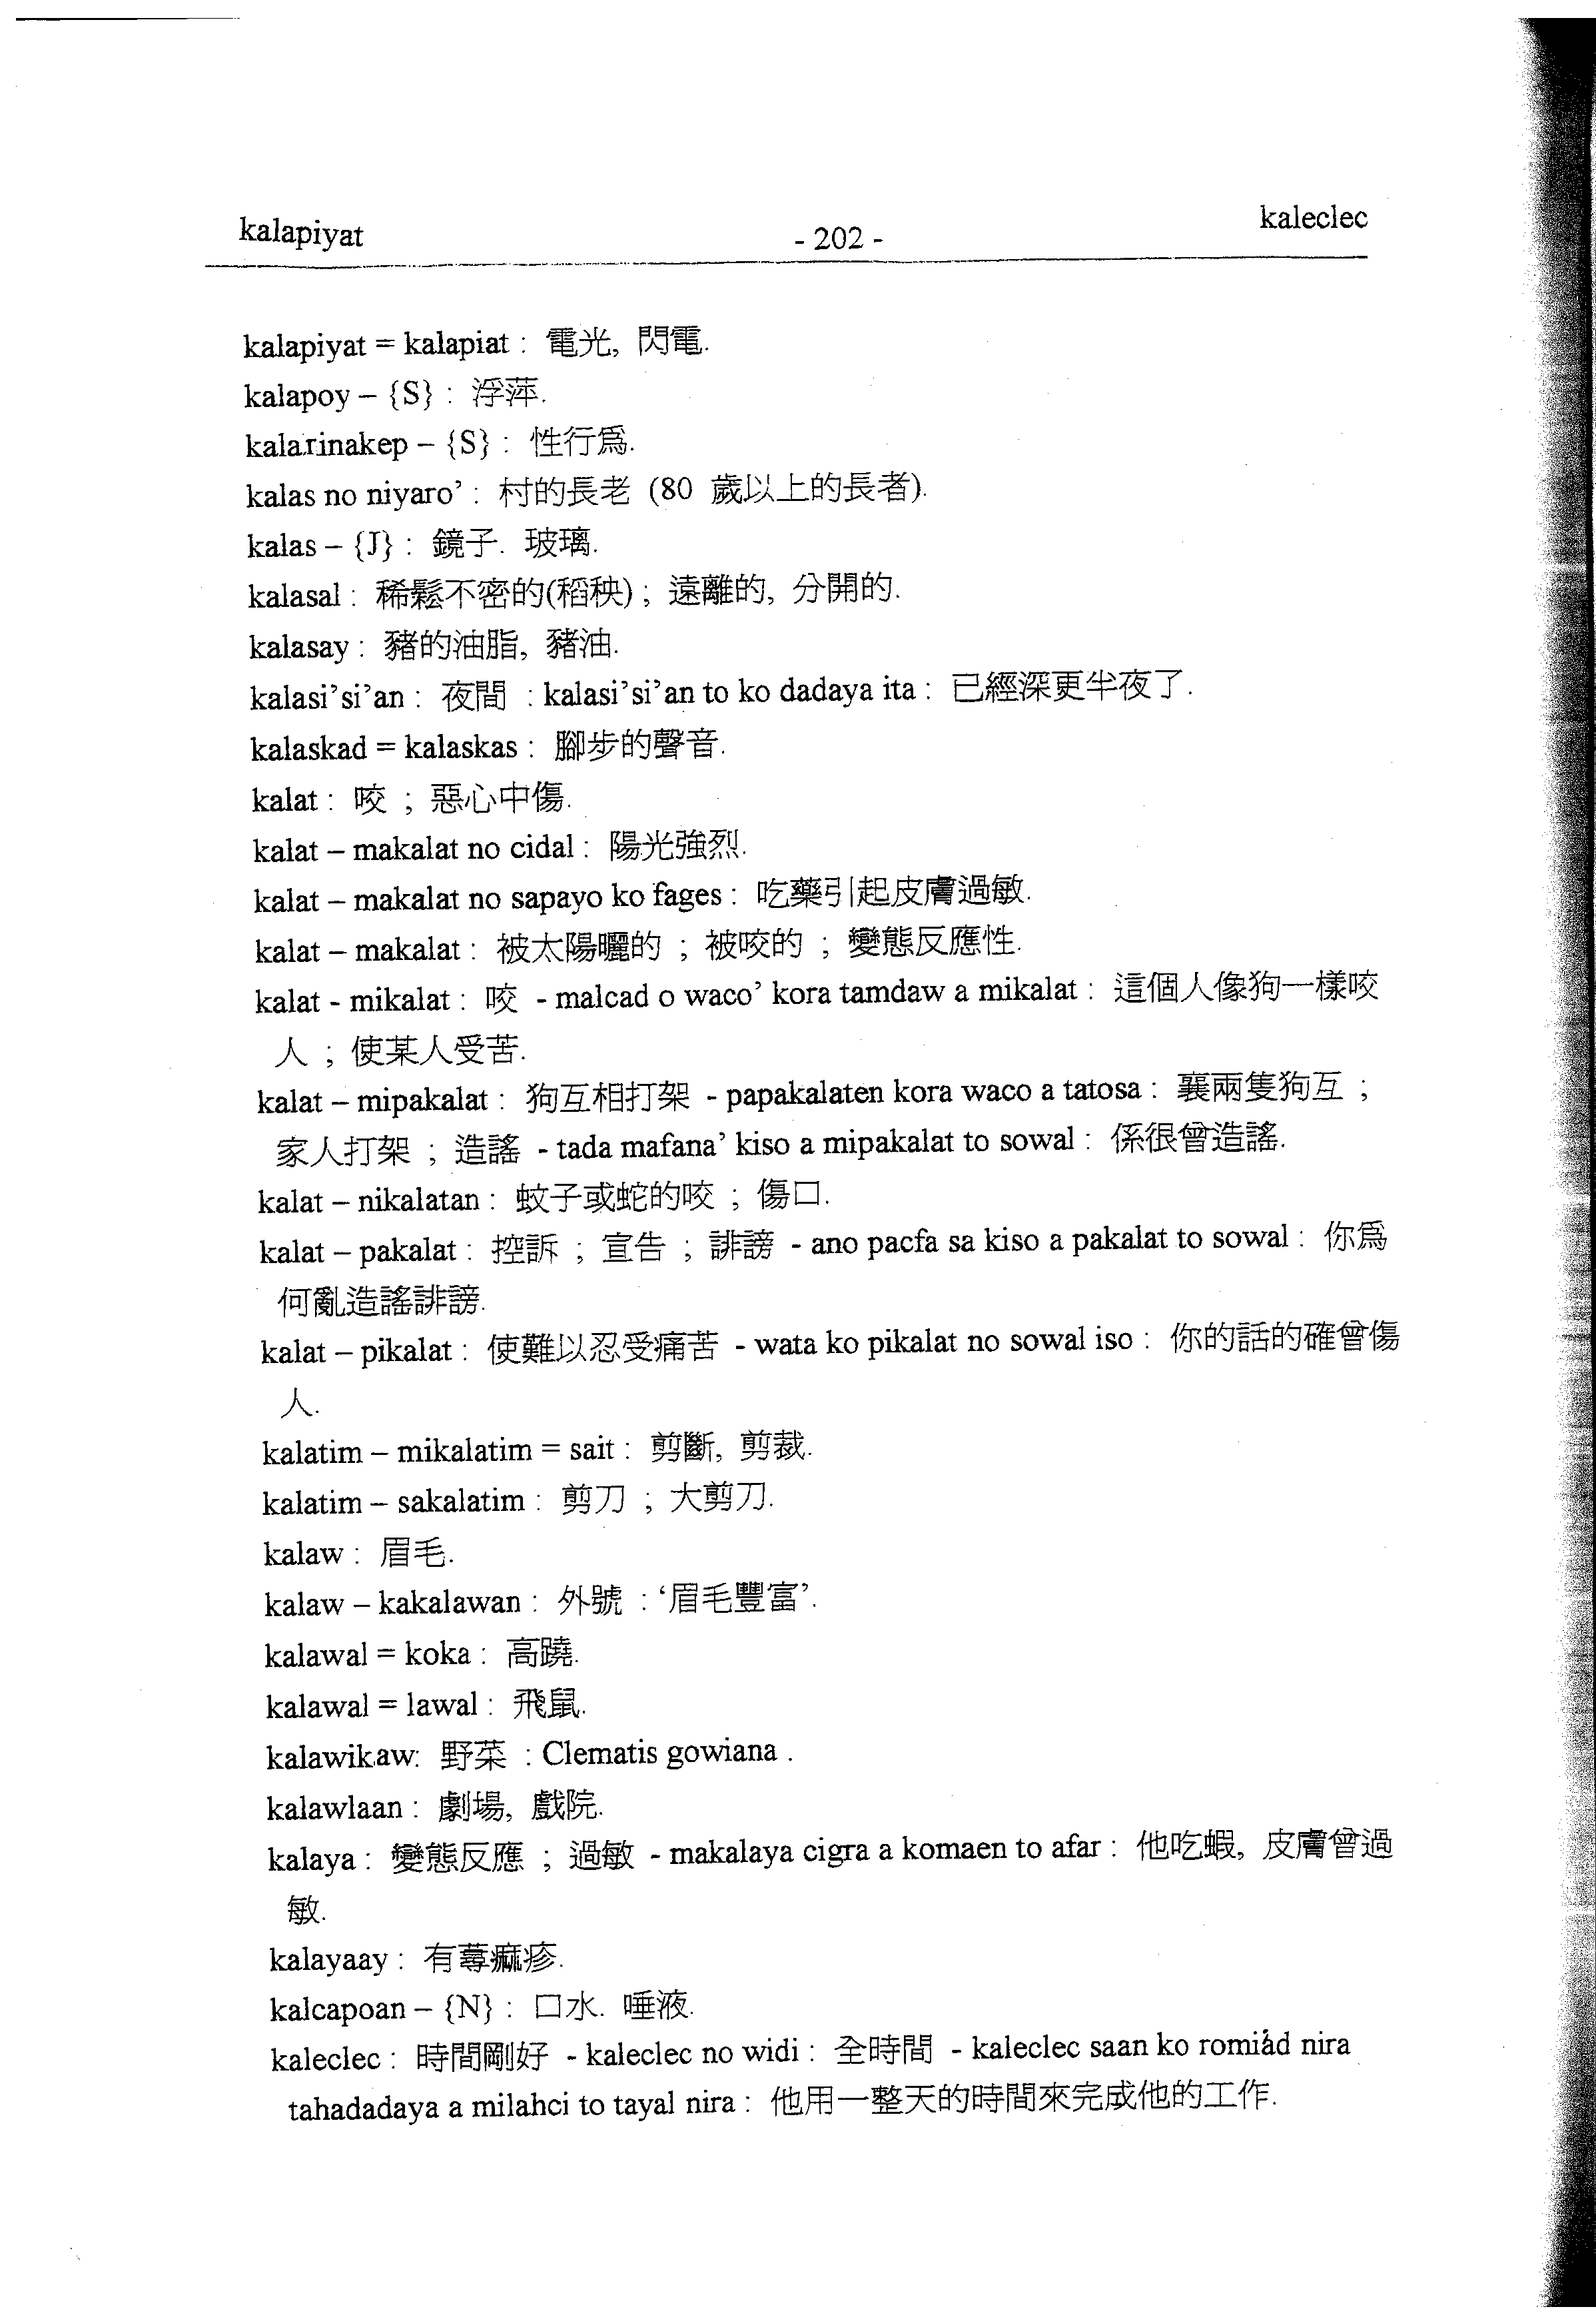 kalapiyat - 202 - kaleclec
kalapiyat = kalapiat : 電光, 閃電.
kalapoy – {S} : 浮萍.
kalarinakep – {S} : 性行爲.
kalas no niyaro’ : 村的長老 (80 歲以上的長者).
kalas – {J} : 鏡子. 玻璃.
kalasal : 稀鬆不密的(稻秧) ; 遠離的, 分開的.
kalasay : 豬的油脂, 豬油.
kalasi’si’an : 夜間 : kalasi’si’an to ko dadaya ita : 已經深更半夜了.
kalaskad = kalaskas : 腳步的聲音.
kalat : 咬 ; 惡心中傷.
kalat – makalat no cidal : 陽光強烈.
kalat – makalat no sapayo ko fages : 吃藥引起皮膚過敏.
kalat – makalat : 被太陽曬的 ; 被咬的 ; 變態反應性.
kalat - mikalat : 咬 - malcad o waco’ kora tamdaw a mikalat : 這個人像狗一樣咬
人 ; 使某人受苦.
kalat – mipakalat : 狗互相打架 - papakalaten kora waco a tatosa : 襄兩隻狗互 ;
家人打架 ; 造謠 - tada mafana’ kiso a mipakalat to sowal : 係很曾造謠.
kalat – nikalatan : 蚊子或蛇的咬 ; 傷口.
kalat – pakalat : 控訴 ; 宣告 ; 誹謗 - ano pacfa sa kiso a pakalat to sowal : 你爲
何亂造謠誹謗.
kalat – pikalat : 使難以忍受痛苦 - wata ko pikalat no sowal iso : 你的話的確曾傷
人.
kalatim – mikalatim = sait : 剪斷, 剪裁.
kalatim – sakalatim : 剪刀 ; 大剪刀.
kalaw : 眉毛.
kalaw – kakalawan : 外號 : ‘眉毛豐富’.
kalawal = koka : 高蹺.
kalawal = lawal : 飛鼠.
kalawikaw: 野菜 : Clematis gowiana .
kalawlaan : 劇場, 戲院.
kalaya : 變態反應 ; 過敏 - makalaya cigra a komaen to afar : 他吃蝦, 皮膚曾過
敏.
kalayaay : 有蕁痲疹.
kalcapoan – {N} : 口水. 唾液.
kaleclec : 時間剛好 - kaleclec no widi : 全時間 - kaleclec saan ko romiád nira
tahadadaya a milahci to tayal nira : 他用一整天的時間來完成他的工作.